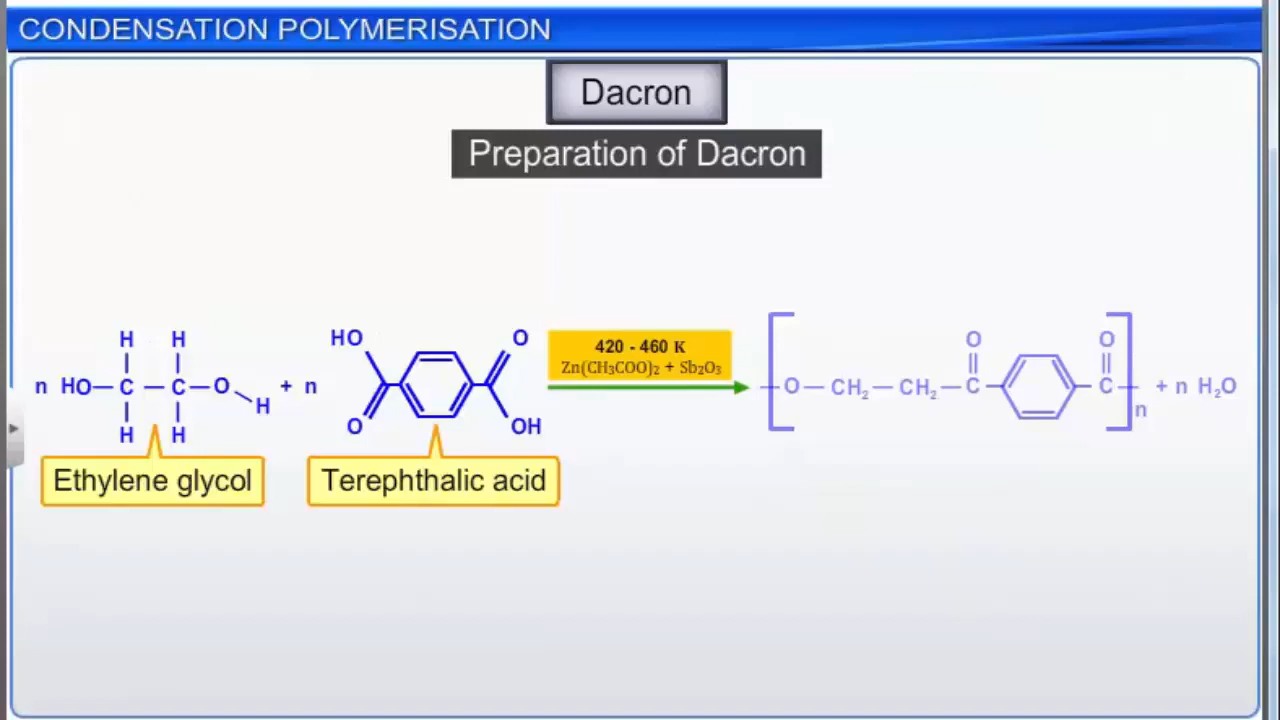 CONDENSATION POLYMERISATION
Dacron
Preparation of Dacron
H H HO O O O
420 - 460 K
Zn(CH₃COO)₂ + Sb₂O₃
n HO C C O H + n O CH₂ CH₂ C C n + n H₂O
H H O OH
Ethylene glycol Terephthalic acid